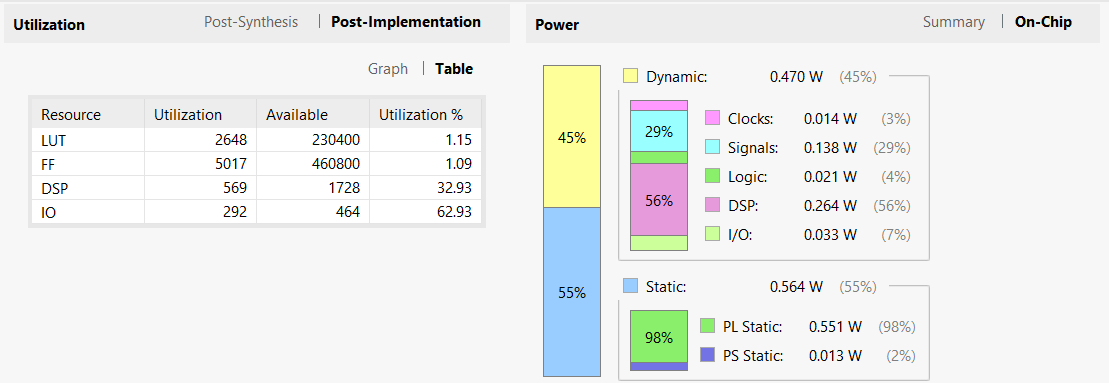 Utilization Post-Synthesis | Post-Implementation
Graph | Table
Resource Utilization Available Utilization %
LUT 2648 230400 1.15
FF 5017 460800 1.09
DSP 569 1728 32.93
IO 292 464 62.93
Power Summary | On-Chip
45%
55%
Dynamic: 0.470 W (45%)
29%
56%
Clocks: 0.014 W (3%)
Signals: 0.138 W (29%)
Logic: 0.021 W (4%)
DSP: 0.264 W (56%)
I/O: 0.033 W (7%)
Static: 0.564 W (55%)
98%
PL Static: 0.551 W (98%)
PS Static: 0.013 W (2%)